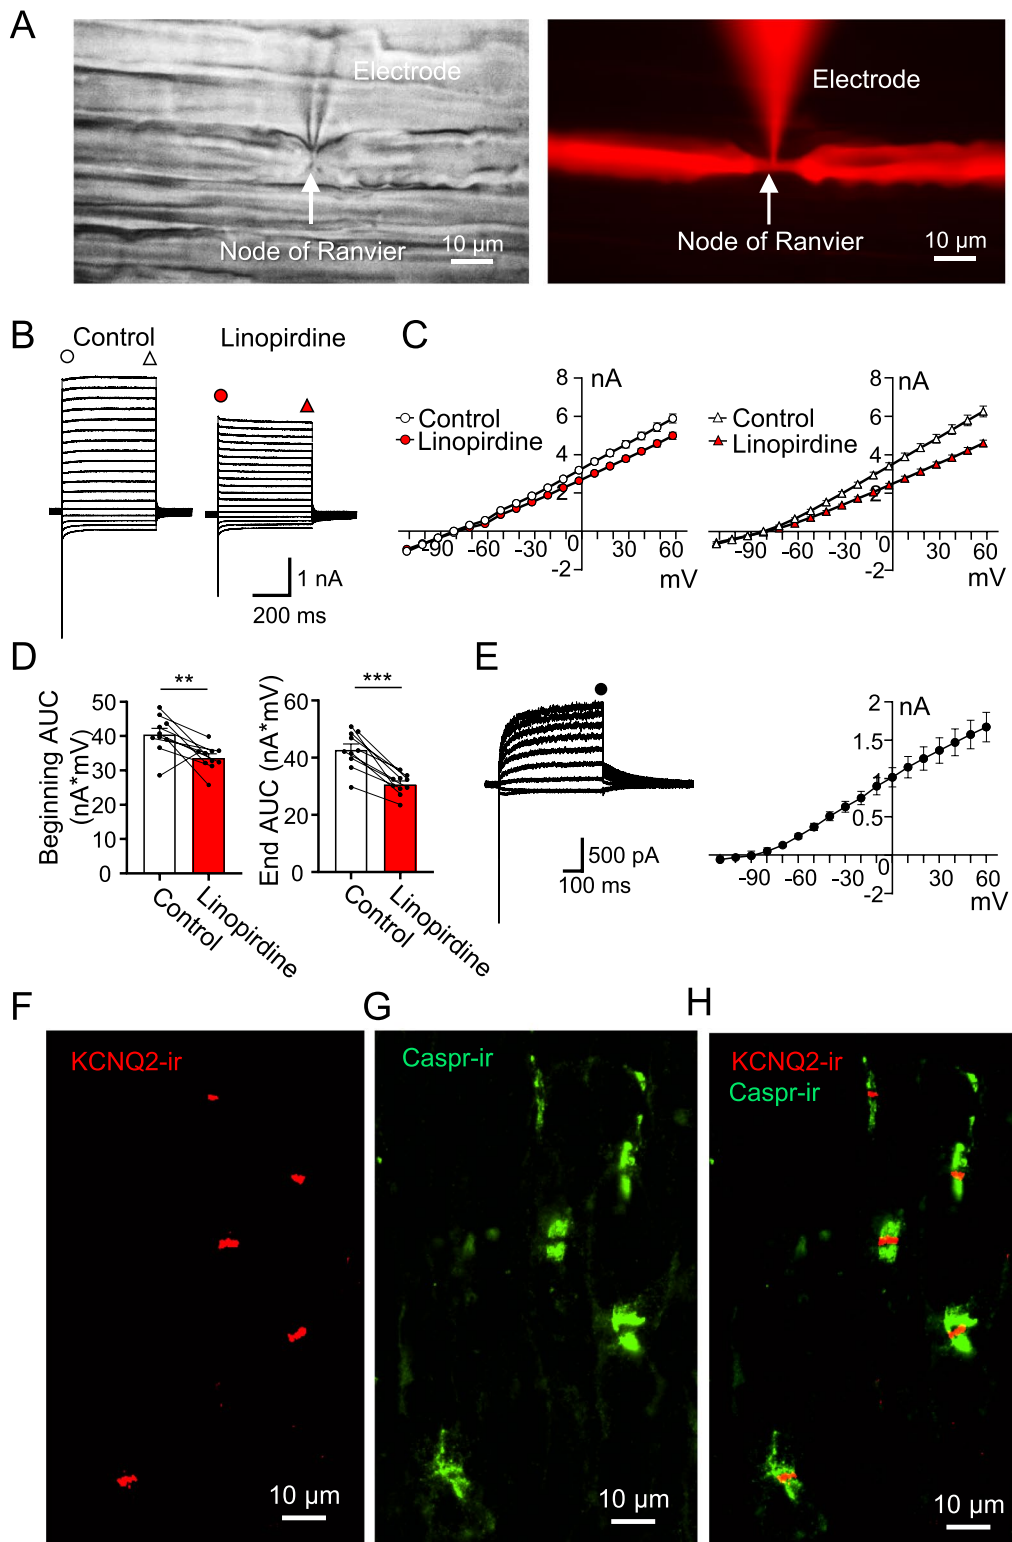 A
Electrode
Node of Ranvier
10 µm
Electrode
Node of Ranvier
10 µm
B
Control
Linopirdine
1 nA
200 ms
C
8
nA
6
4
2
0
-2
-90
-60
30
60
mV
Control
Linopirdine
8
nA
6
4
2
0
-2
-90
-60
30
60
mV
Control
Linopirdine
D
Beginning AUC
(nA*mV)
50
40
30
20
10
0
**
Control
Linopirdine
End AUC (nA*mV)
60
40
20
0
***
Control
Linopirdine
E
500 pA
100 ms
2
nA
1.5
1
0.5
0
-2
-90
-60
30
60
mV
F
KCNQ2-ir
10 µm
G
Caspr-ir
10 µm
H
KCNQ2-ir
Caspr-ir
10 µm